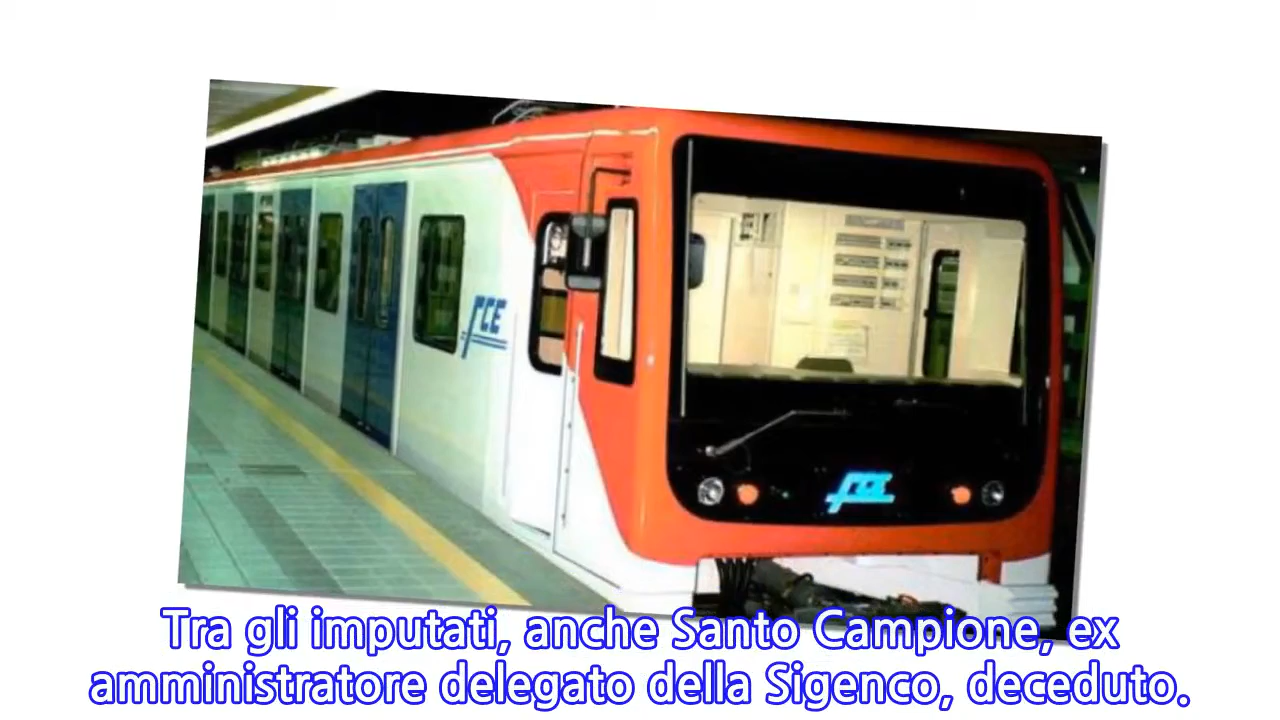 FCE
FCE
Tra gli imputati, anche Santo Campione, ex
amministratore delegato della Sigenco, deceduto.